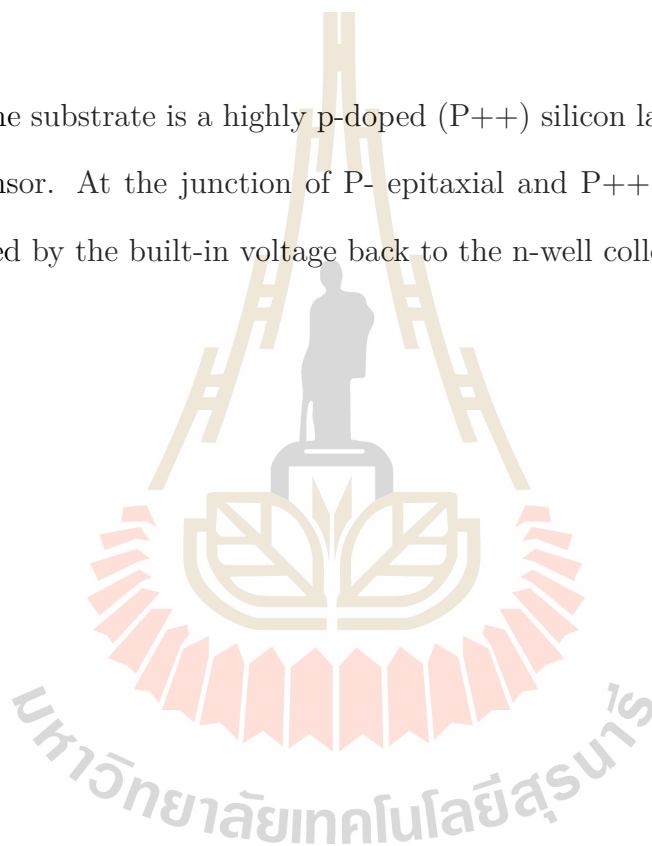 ne substrate is a highly p-doped (P++) silicon la
nsor. At the junction of P- epitaxial and P++
ed by the built-in voltage back to the n-well colle
มหาวิทยาลัยเทคโนโลยีสุรนารี